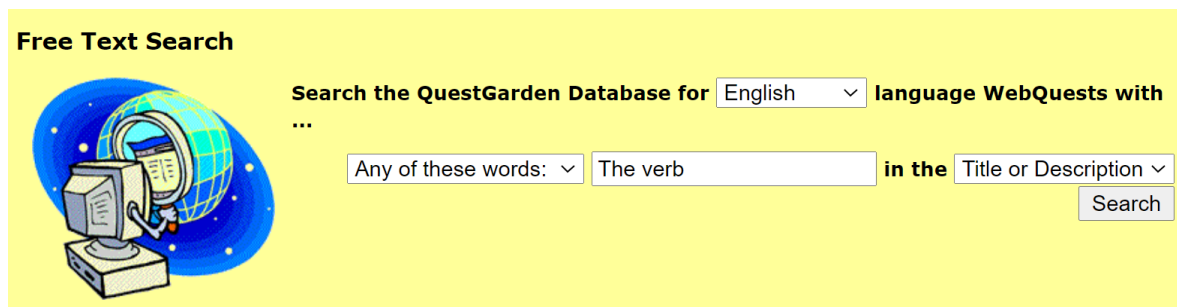 Free Text Search
Search the QuestGarden Database for English language WebQuests with
...
Any of these words: The verb in the Title or Description
Search